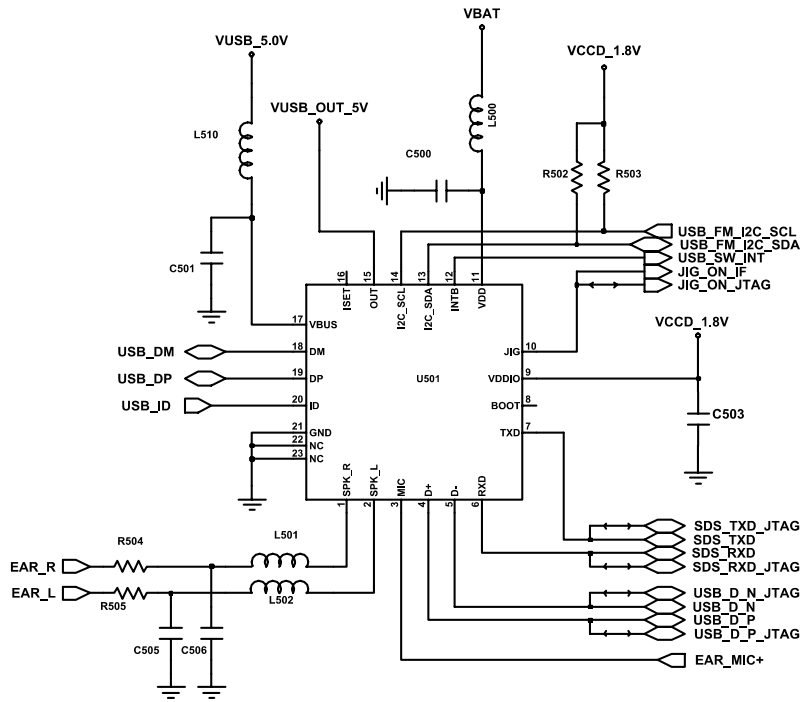 VBAT
VUSB_5.0V
VCCD_1.8V
VUSB_OUT_5V
L500
L510
C500
R502
R503
C501
USB_FM_I2C_SCL
USB_FM_I2C_SDA
USB_SW_INT
JIG_ON_IF
JIG_ON_JTAG
16
15
14
13
12
11
ISET
OUT
I2C_SCL
I2C_SDA
INTB
VDD
VCCD_1.8V
17
VBUS
USB_DM
18
DM
JIG
10
USB_DP
19
DP
U501
VDDIO
9
USB_ID
20
ID
BOOT
8
C503
21
GND
TXD
7
22
NC
23
NC
SPK_R
SPK_L
MIC
D+
D-
RXD
1
2
3
4
5
6
SDS_TXD_JTAG
SDS_TXD
SDS_RXD
SDS_RXD_JTAG
R504
L501
EAR_R
EAR_L
R505
L502
USB_D_N_JTAG
USB_D_N
USB_D_P
USB_D_P_JTAG
C505
C506
EAR_MIC+